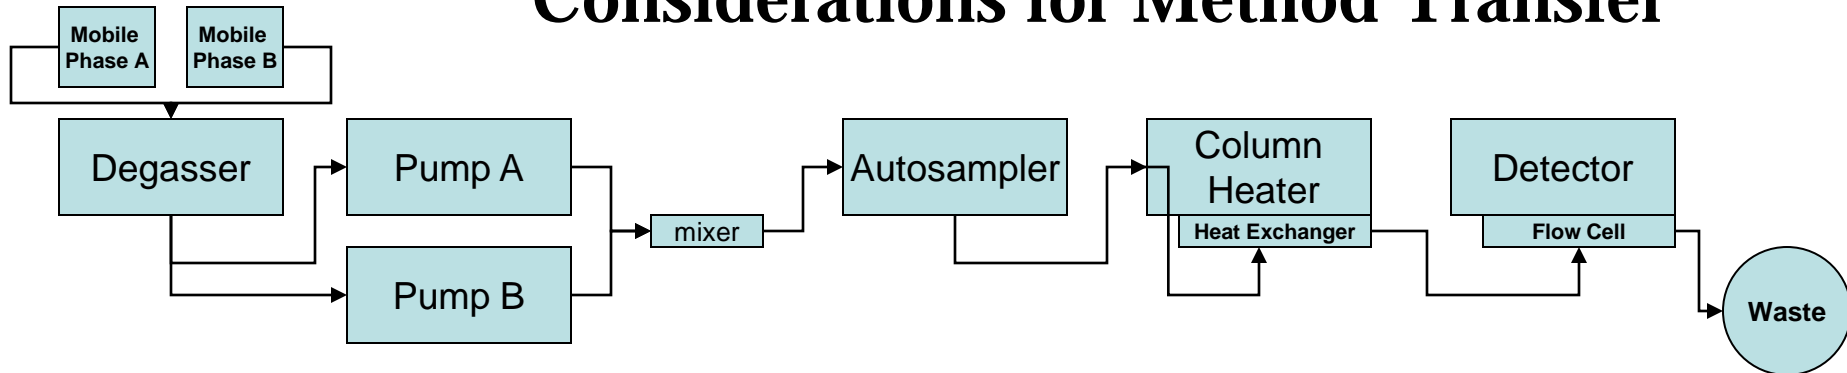 Considerations for Method Transfer
Mobile
Phase A
Mobile
Phase B
Degasser
Pump A
Pump B
mixer
Autosampler
Column
Heater
Heat Exchanger
Detector
Flow Cell
Waste